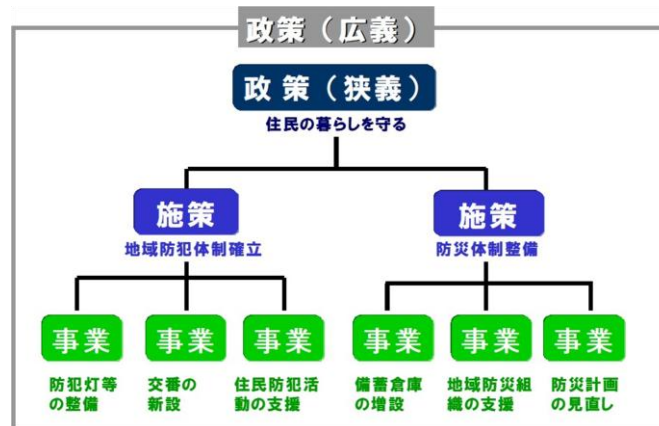 政策（広義）
政 策（狭義）
住民の暮らしを守る
施策
地域防犯体制確立
施策
防災体制整備
事業
防犯灯等
の整備
事業
交番の
新設
事業
住民防犯活
動の支援
事業
備蓄倉庫
の増設
事業
地域防災組
織の支援
事業
防災計画
の見直し